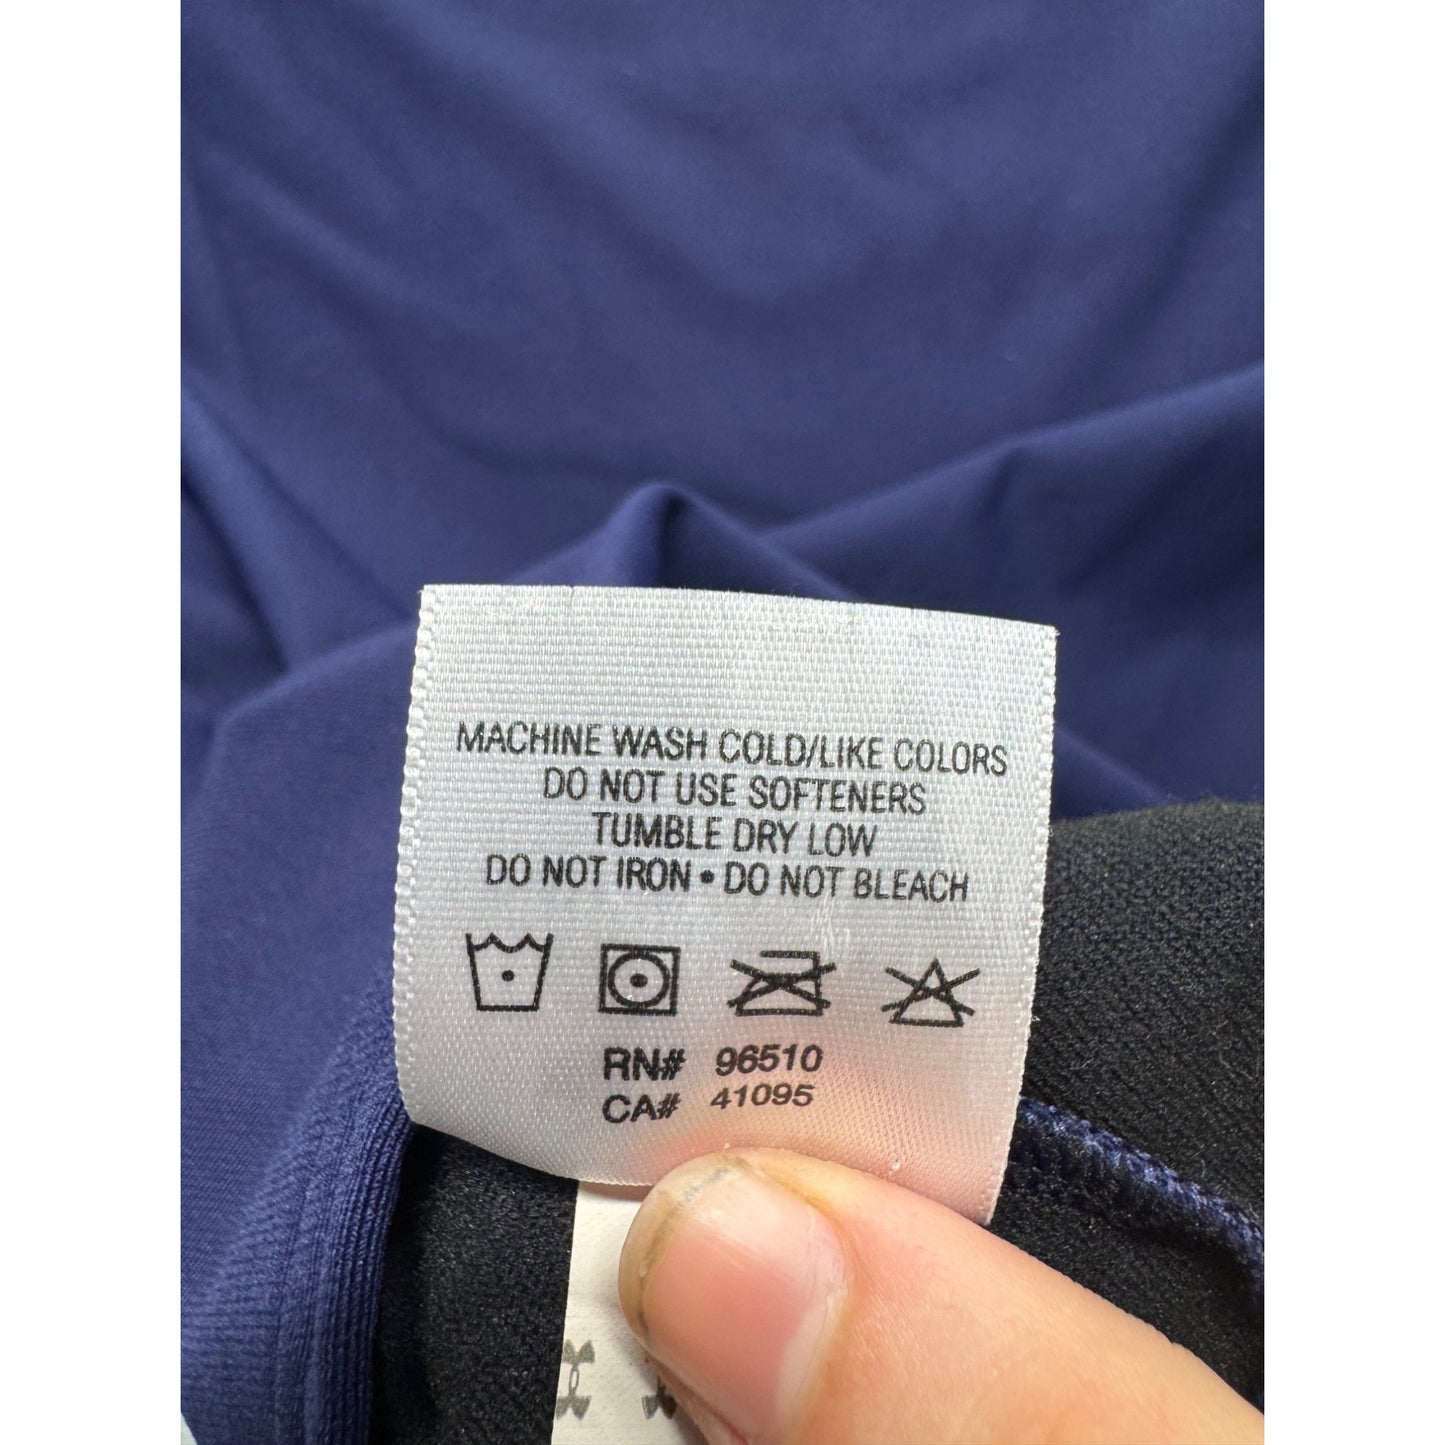 MACHINE WASH COLD/LIKE COLORS
DO NOT USE SOFTENERS
TUMBLE DRY LOW
DO NOT IRON • DO NOT BLEACH
RN# 96510
CA# 41095